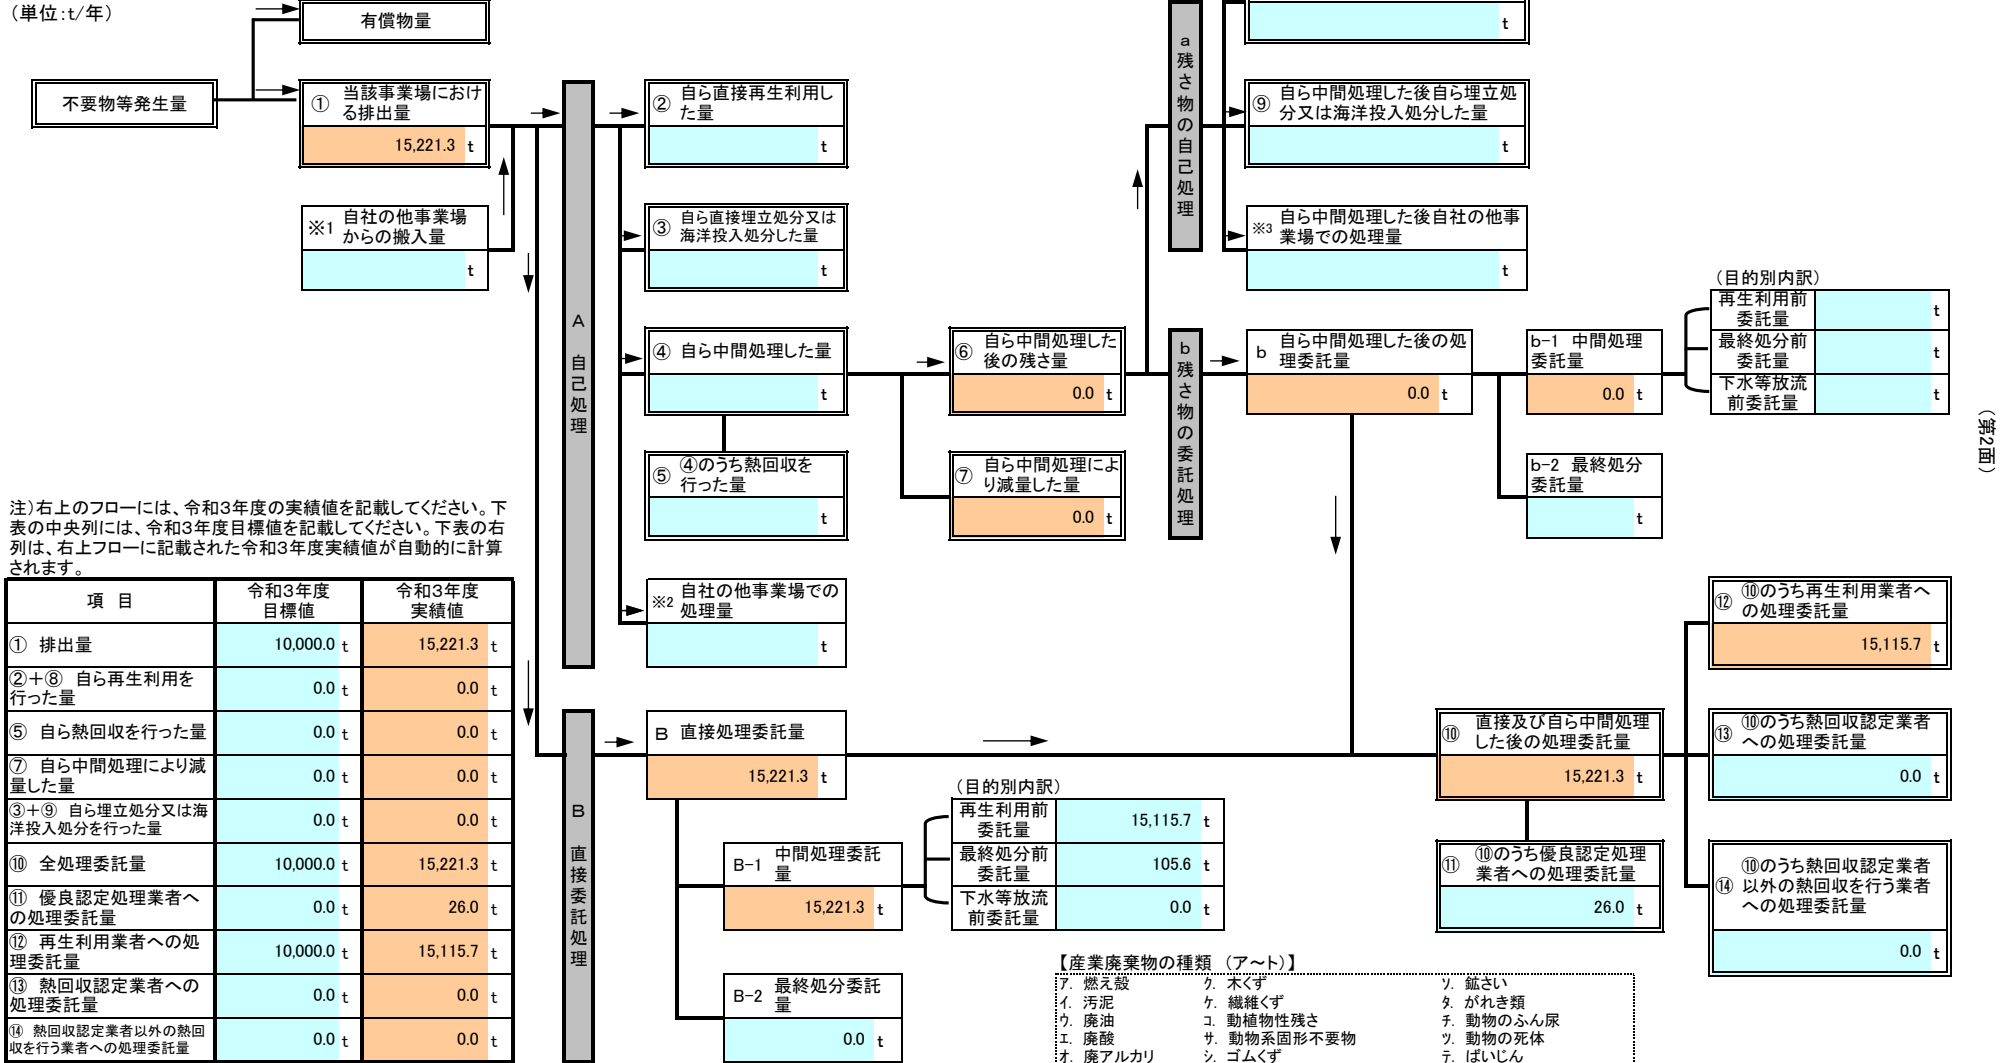 （単位：t/年）
有償物量
不要物等発生量
① 当該事業場におけ
る排出量
15,221.3 t
※1 自社の他事業場
からの搬入量
t
A 自己処理
② 自ら直接再生利用し
た量
t
③ 自ら直接埋立処分又は
海洋投入処分した量
t
④ 自ら中間処理した量
t
⑤ ④のうち熱回収を
行った量
t
※2 自社の他事業場での
処理量
t
⑥ 自ら中間処理した
後の残さ量
0.0 t
⑦ 自ら中間処理によ
り減量した量
0.0 t
a 残さ物の自己処理
t
⑨ 自ら中間処理した後自ら埋立処
分又は海洋投入処分した量
t
※3 自ら中間処理した後自社の他事
業場での処理量
t
b 残さ物の委託処理
b 自ら中間処理した後の処
理委託量
0.0 t
b-1 中間処理
委託量
0.0 t
b-2 最終処分
委託量
t
（目的別内訳）
再生利用前
委託量
t
最終処分前
委託量
t
下水等放流
前委託量
t
（第2面）
注）右上のフローには、令和３年度の実績値を記載してください。下
表の中央列には、令和３年度目標値を記載してください。下表の右
列は、右上フローに記載された令和３年度実績値が自動的に計算
されます。
項 目 令和３年度
目標値 令和３年度
実績値
① 排出量 10,000.0 t 15,221.3 t
②＋⑧ 自ら再生利用を
行った量 0.0 t 0.0 t
⑤ 自ら熱回収を行った量 0.0 t 0.0 t
⑦ 自ら中間処理により減
量した量 0.0 t 0.0 t
③＋⑨ 自ら埋立処分又は海
洋投入処分を行った量 0.0 t 0.0 t
⑩ 全処理委託量 10,000.0 t 15,221.3 t
⑪ 優良認定処理業者へ
の処理委託量 0.0 t 26.0 t
⑫ 再生利用業者への処
理委託量 10,000.0 t 15,115.7 t
⑬ 熱回収認定業者への
処理委託量 0.0 t 0.0 t
⑭ 熱回収認定業者以外の熱回
収を行う業者への処理委託量 0.0 t 0.0 t
B 直接委託処理
B 直接処理委託量
15,221.3 t
B-1 中間処理委託
量
15,221.3 t
B-2 最終処分委託
量
0.0 t
（目的別内訳）
再生利用前
委託量
15,115.7 t
最終処分前
委託量
105.6 t
下水等放流
前委託量
0.0 t
⑩ 直接及び自ら中間処理
した後の処理委託量
15,221.3 t
⑪ ⑩のうち優良認定処理
業者への処理委託量
26.0 t
⑫ ⑩のうち再生利用業者へ
の処理委託量
15,115.7 t
⑬ ⑩のうち熱回収認定業者
への処理委託量
0.0 t
⑭ ⑩のうち熱回収認定業者
以外の熱回収を行う業者
への処理委託量
0.0 t
【産業廃棄物の種類 （ア～ト）】
ア. 燃え殻 ク. 木くず ソ. 鉱さい
イ. 汚泥 ケ. 繊維くず タ. がれき類
ウ. 廃油 コ. 動植物性残さ チ. 動物のふん尿
エ. 廃酸 サ. 動物系固形不要物 ツ. 動物の死体
オ. 廃アルカリ シ. ゴムくず テ. ばいじん